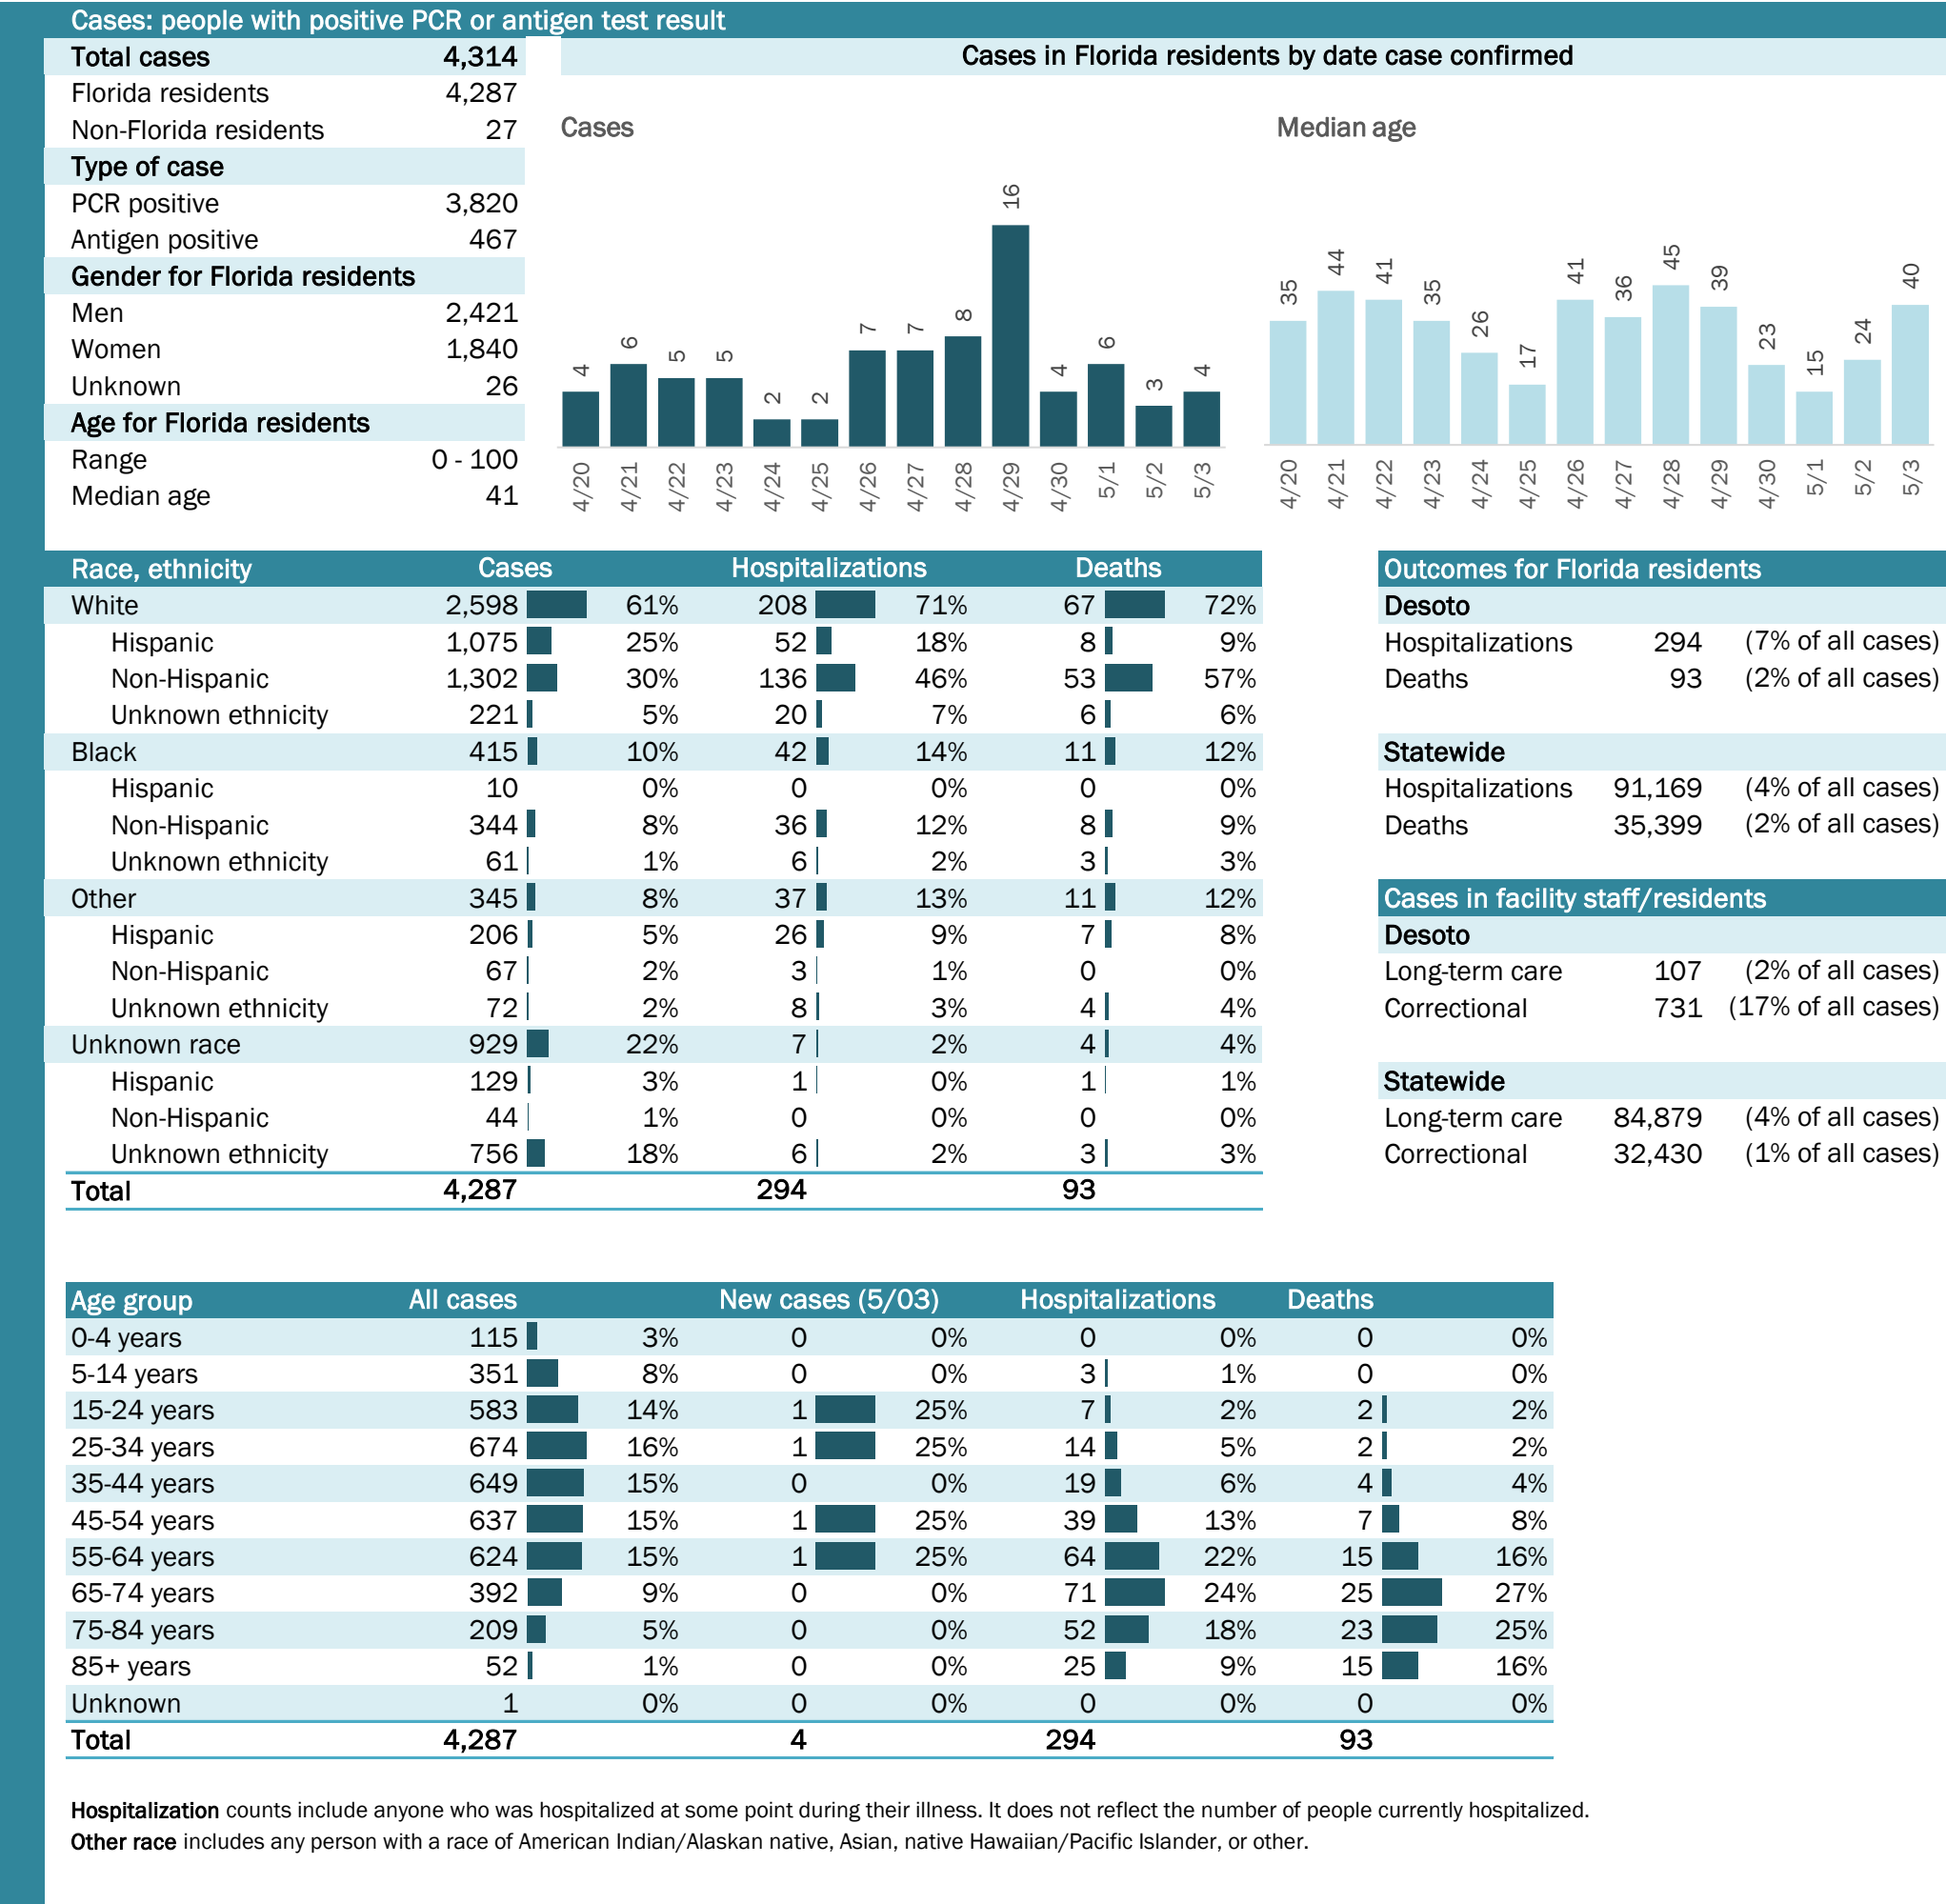 Cases: people with positive PCR or antigen test result
Total cases 4,314
Florida residents 4,287
Non-Florida residents 27
Type of case
PCR positive 3,820
Antigen positive 467
Gender for Florida residents
Men 2,421
Women 1,840
Unknown 26
Age for Florida residents
Range 0 - 100
Median age 41
Cases in Florida residents by date case confirmed
Cases
4 6 5 5 2 2 7 7 8 16 4 6 3 4
4/20 4/21 4/22 4/23 4/24 4/25 4/26 4/27 4/28 4/29 4/30 5/1 5/2 5/3
Median age
35 44 41 35 26 17 41 36 45 39 23 15 24 40
4/20 4/21 4/22 4/23 4/24 4/25 4/26 4/27 4/28 4/29 4/30 5/1 5/2 5/3
Race, ethnicity Cases Hospitalizations Deaths
White 2,598 61% 208 71% 67 72%
Hispanic 1,075 25% 52 18% 8 9%
Non-Hispanic 1,302 30% 136 46% 53 57%
Unknown ethnicity 221 5% 20 7% 6 6%
Black 415 10% 42 14% 11 12%
Hispanic 10 0% 0 0% 0 0%
Non-Hispanic 344 8% 36 12% 8 9%
Unknown ethnicity 61 1% 6 2% 3 3%
Other 345 8% 37 13% 11 12%
Hispanic 206 5% 26 9% 7 8%
Non-Hispanic 67 2% 3 1% 0 0%
Unknown ethnicity 72 2% 8 3% 4 4%
Unknown race 929 22% 7 2% 4 4%
Hispanic 129 3% 1 0% 1 1%
Non-Hispanic 44 1% 0 0% 0 0%
Unknown ethnicity 756 18% 6 2% 3 3%
Total 4,287 294 93
Outcomes for Florida residents
Desoto
Hospitalizations 294 (7% of all cases)
Deaths 93 (2% of all cases)
Statewide
Hospitalizations 91,169 (4% of all cases)
Deaths 35,399 (2% of all cases)
Cases in facility staff/residents
Desoto
Long-term care 107 (2% of all cases)
Correctional 731 (17% of all cases)
Statewide
Long-term care 84,879 (4% of all cases)
Correctional 32,430 (1% of all cases)
Age group All cases New cases (5/03) Hospitalizations Deaths
0-4 years 115 3% 0 0% 0 0% 0 0%
5-14 years 351 8% 0 0% 3 1% 0 0%
15-24 years 583 14% 1 25% 7 2% 2 2%
25-34 years 674 16% 1 25% 14 5% 2 2%
35-44 years 649 15% 0 0% 19 6% 4 4%
45-54 years 637 15% 1 25% 39 13% 7 8%
55-64 years 624 15% 1 25% 64 22% 15 16%
65-74 years 392 9% 0 0% 71 24% 25 27%
75-84 years 209 5% 0 0% 52 18% 23 25%
85+ years 52 1% 0 0% 25 9% 15 16%
Unknown 1 0% 0 0% 0 0% 0 0%
Total 4,287 4 294 93
Hospitalization counts include anyone who was hospitalized at some point during their illness. It does not reflect the number of people currently hospitalized.
Other race includes any person with a race of American Indian/Alaskan native, Asian, native Hawaiian/Pacific Islander, or other.